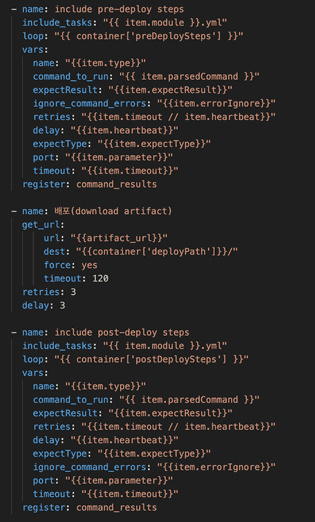 - name: include pre-deploy steps
  include_tasks: "{{ item.module }}.yml"
  loop: "{{ container['preDeploySteps'] }}"
  vars:
    name: "{{item.type}}"
    command_to_run: "{{ item.parsedCommand }}"
    expectResult: "{{item.expectResult}}"
    ignore_command_errors: "{{item.errorIgnore}}"
    retries: "{{item.timeout // item.heartbeat}}"
    delay: "{{item.heartbeat}}"
    expectType: "{{item.expectType}}"
    port: "{{item.parameter}}"
    timeout: "{{item.timeout}}"
  register: command_results

- name: 배포(download artifact)
  get_url:
      url: "{{artifact_url}}"
      dest: "{{container['deployPath']}}/"
      force: yes
      timeout: 120
  retries: 3
  delay: 3

- name: include post-deploy steps
  include_tasks: "{{ item.module }}.yml"
  loop: "{{ container['postDeploySteps'] }}"
  vars:
    name: "{{item.type}}"
    command_to_run: "{{ item.parsedCommand }}"
    expectResult: "{{item.expectResult}}"
    retries: "{{item.timeout // item.heartbeat}}"
    delay: "{{item.heartbeat}}"
    expectType: "{{item.expectType}}"
    ignore_command_errors: "{{item.errorIgnore}}"
    port: "{{item.parameter}}"
    timeout: "{{item.timeout}}"
  register: command_results